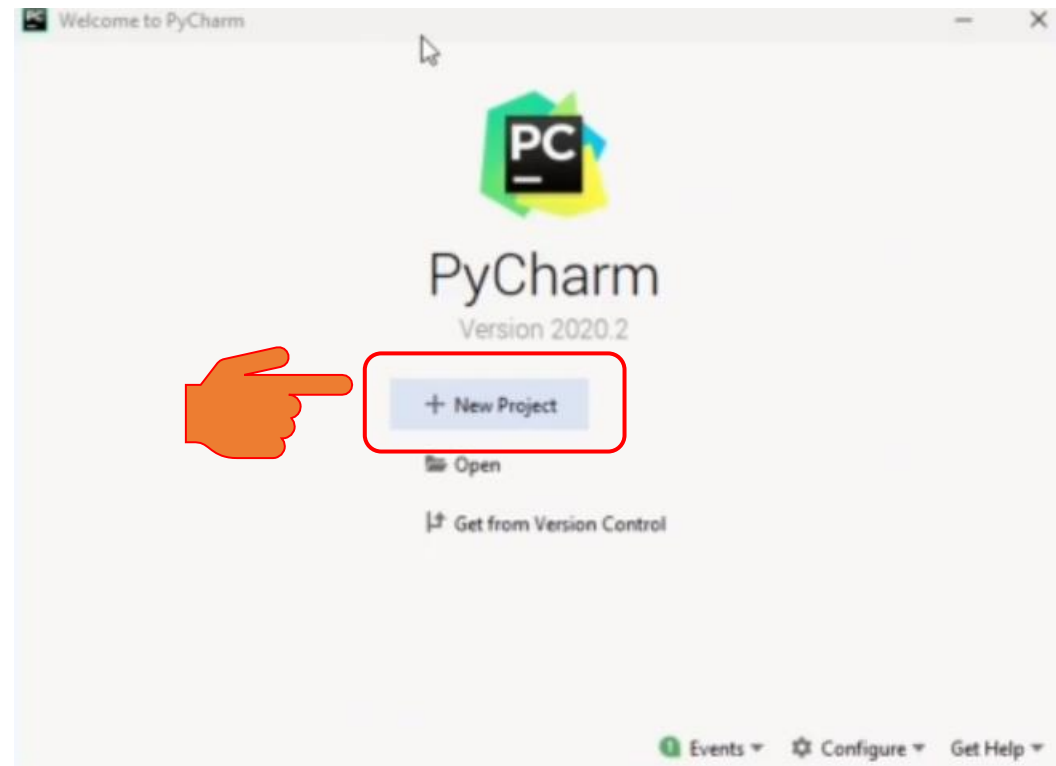 PC
Welcome to PyCharm
PC
PyCharm
Version 2020.2
+ New Project
Open
Get from Version Control
Events
Configure
Get Help